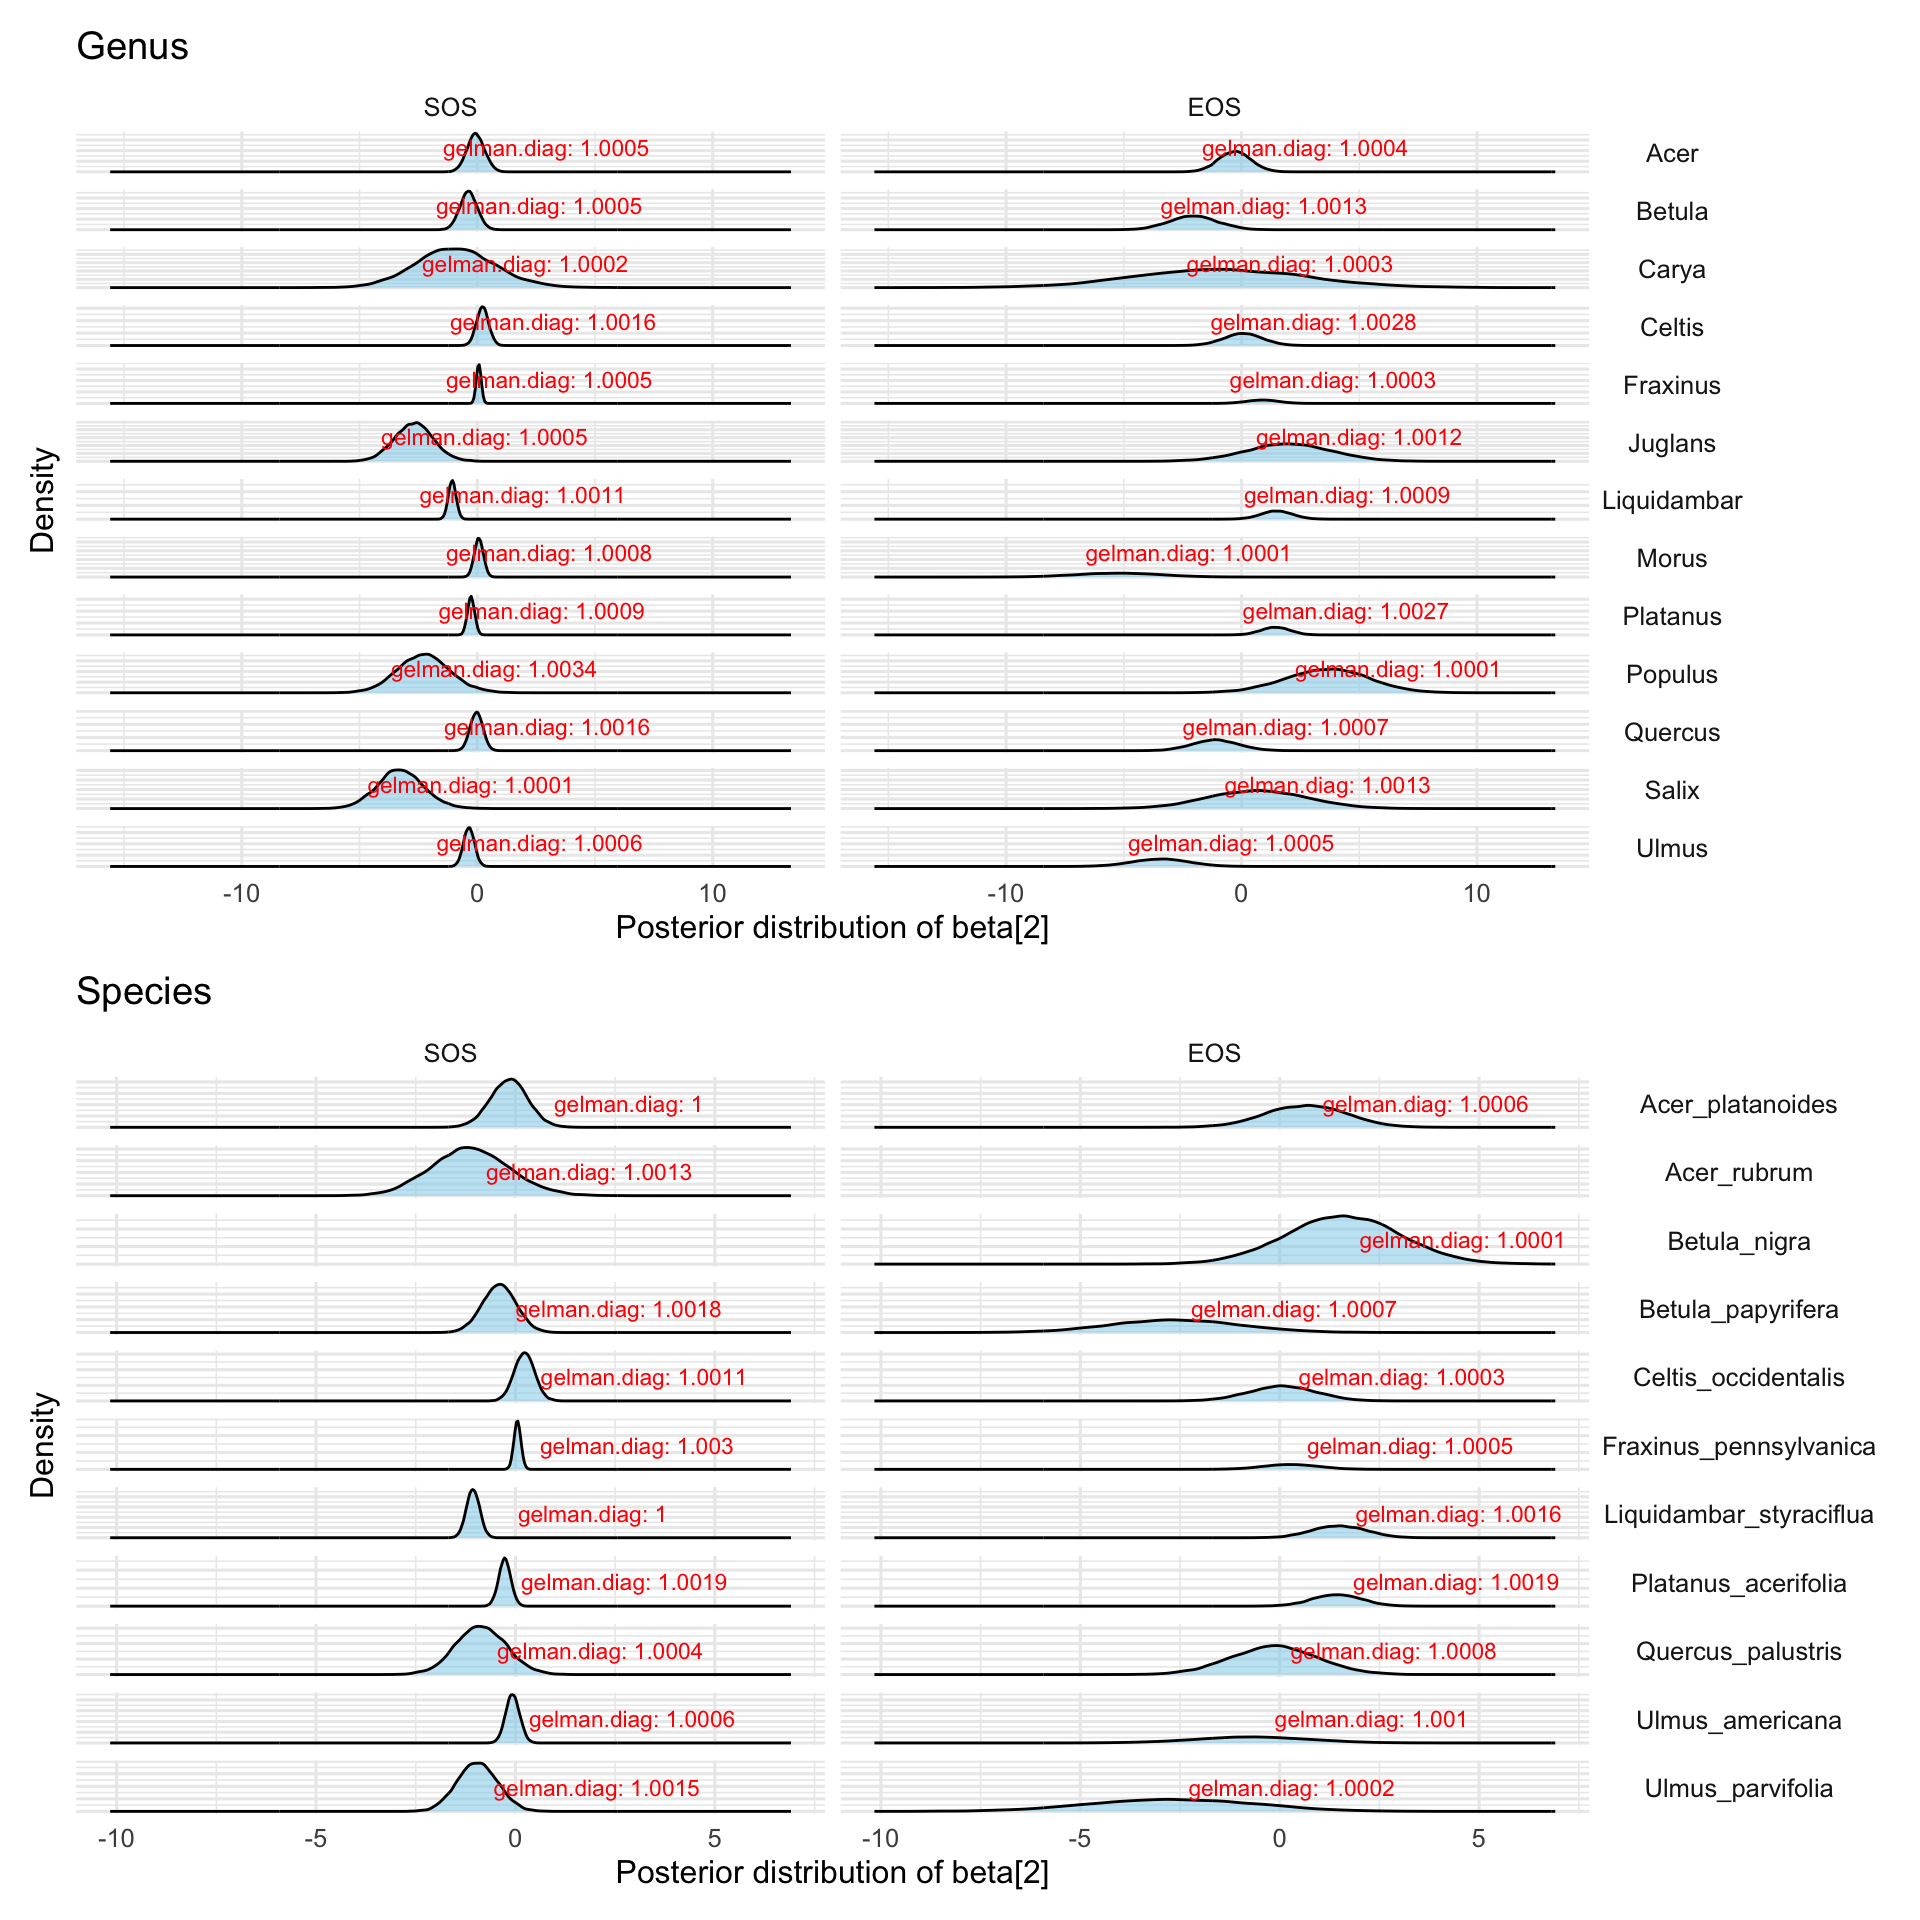 Genus
SOS EOS
gelman.diag: 1.0005 gelman.diag: 1.0004 Acer
gelman.diag: 1.0005 gelman.diag: 1.0013 Betula
gelman.diag: 1.0002 gelman.diag: 1.0003 Carya
gelman.diag: 1.0016 gelman.diag: 1.0028 Celtis
gelman.diag: 1.0005 gelman.diag: 1.0003 Fraxinus
gelman.diag: 1.0005 gelman.diag: 1.0012 Juglans
gelman.diag: 1.0011 gelman.diag: 1.0009 Liquidambar
gelman.diag: 1.0008 gelman.diag: 1.0001 Morus
gelman.diag: 1.0009 gelman.diag: 1.0027 Platanus
gelman.diag: 1.0034 gelman.diag: 1.0001 Populus
gelman.diag: 1.0016 gelman.diag: 1.0007 Quercus
gelman.diag: 1.0001 gelman.diag: 1.0013 Salix
gelman.diag: 1.0006 gelman.diag: 1.0005 Ulmus
Density
-10 0 10 -10 0 10
Posterior distribution of beta[2]
Species
SOS EOS
gelman.diag: 1 gelman.diag: 1.0006 Acer_platanoides
gelman.diag: 1.0013 Acer_rubrum
gelman.diag: 1.0001 Betula_nigra
gelman.diag: 1.0018 gelman.diag: 1.0007 Betula_papyrifera
gelman.diag: 1.0011 gelman.diag: 1.0003 Celtis_occidentalis
gelman.diag: 1.003 gelman.diag: 1.0005 Fraxinus_pennsylvanica
gelman.diag: 1 gelman.diag: 1.0016 Liquidambar_styraciflua
gelman.diag: 1.0019 gelman.diag: 1.0019 Platanus_acerifolia
gelman.diag: 1.0004 gelman.diag: 1.0008 Quercus_palustris
gelman.diag: 1.0006 gelman.diag: 1.001 Ulmus_americana
gelman.diag: 1.0015 gelman.diag: 1.0002 Ulmus_parvifolia
Density
-10 -5 0 5 -10 -5 0 5
Posterior distribution of beta[2]